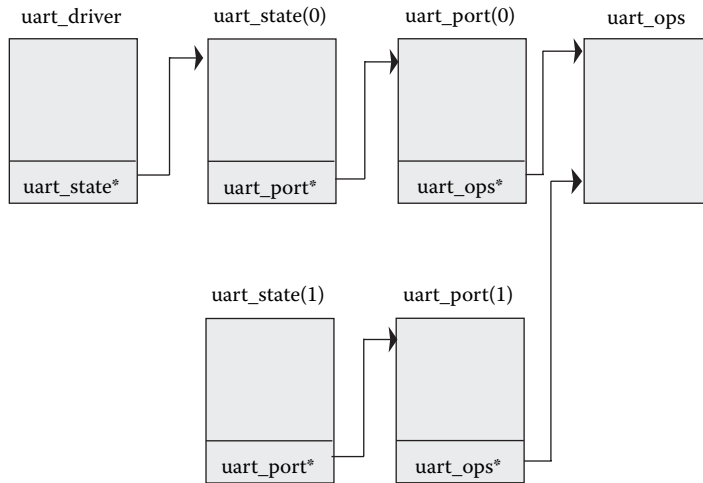 uart_driver uart_state(0) uart_port(0) uart_ops
uart_state* uart_port* uart_ops*
uart_state(1) uart_port(1)
uart_port* uart_ops*